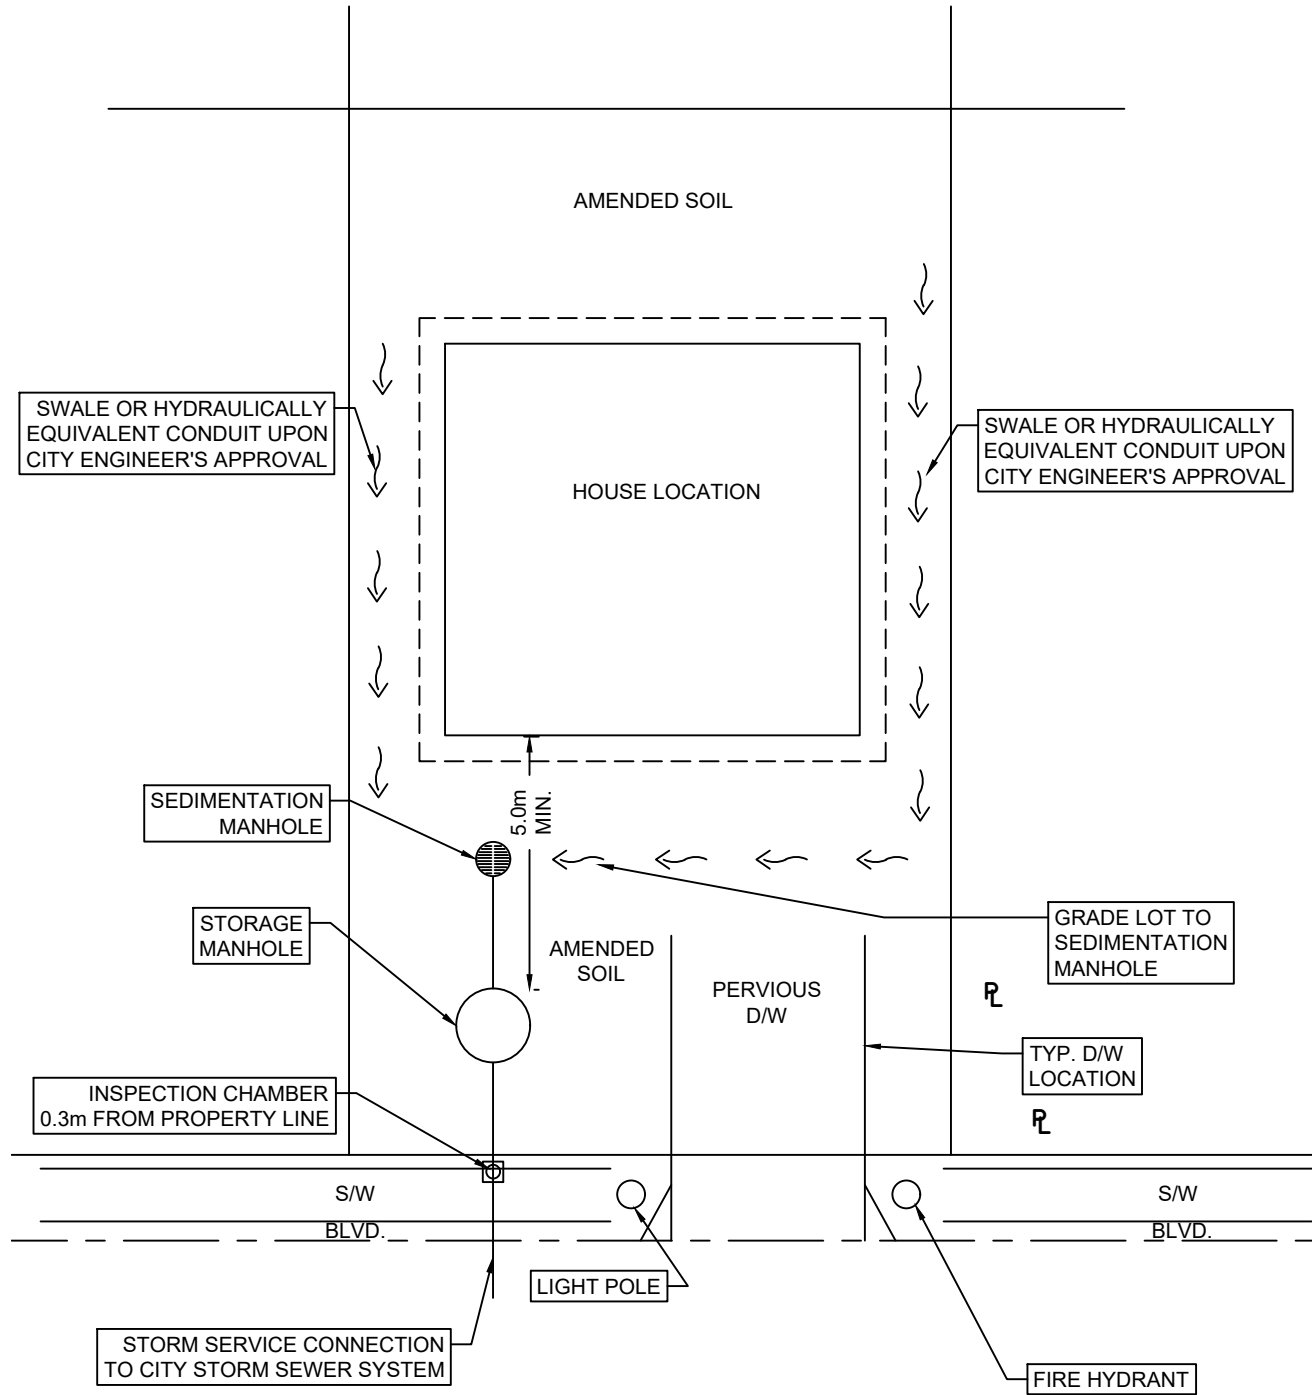 AMENDED SOIL
SWALE OR HYDRAULICALLY
EQUIVALENT CONDUIT UPON
CITY ENGINEER'S APPROVAL
SWALE OR HYDRAULICALLY
EQUIVALENT CONDUIT UPON
CITY ENGINEER'S APPROVAL
HOUSE LOCATION
5.0m
MIN.
SEDIMENTATION
MANHOLE
STORAGE
MANHOLE
AMENDED
SOIL
PERVIOUS
D/W
GRADE LOT TO
SEDIMENTATION
MANHOLE
PL
TYP. D/W
LOCATION
PL
INSPECTION CHAMBER
0.3m FROM PROPERTY LINE
S/W
S/W
BLVD.
BLVD.
LIGHT POLE
STORM SERVICE CONNECTION
TO CITY STORM SEWER SYSTEM
FIRE HYDRANT